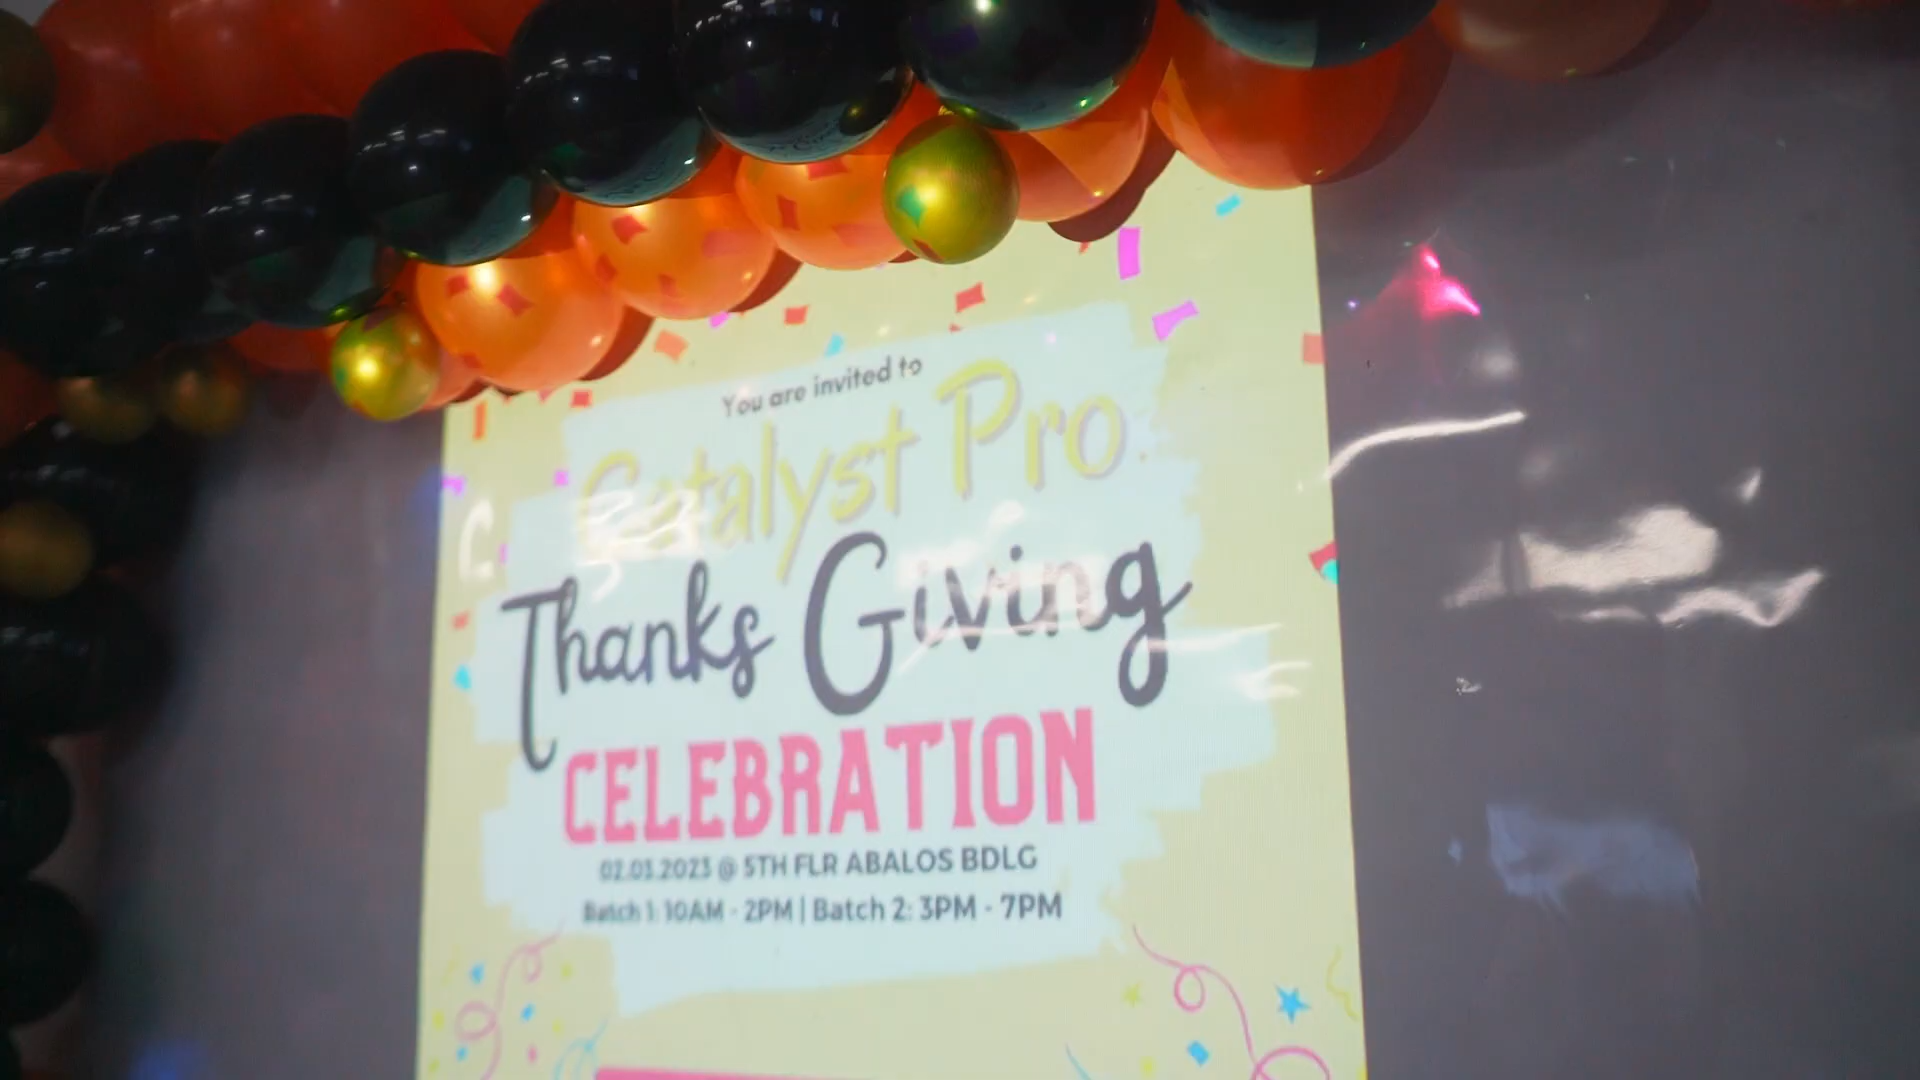 You are invited to
Catalyst Pro
Thanks Giving
CELEBRATION
02.03.2023 @ 5TH FLR ABALOS BDLG
Batch 1: 10AM - 2PM | Batch 2: 3PM - 7PM